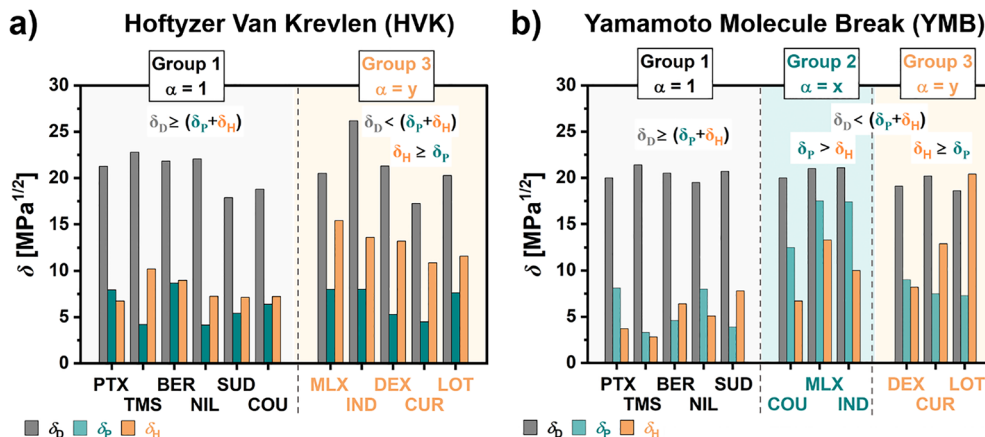 a) Hoftyzer Van Krevlen (HVK)
Group 1
α = 1
Group 3
α = y
δD ≥ (δP+δH)
δD < (δP+δH)
δH ≥ δP
δ [MPa1/2]
30
25
20
15
10
5
0
PTX BER SUD MLX DEX LOT
TMS NIL COU IND CUR
δD δP δH
b) Yamamoto Molecule Break (YMB)
Group 1
α = 1
Group 2
α = x
Group 3
α = y
δD ≥ (δP+δH)
δD < (δP+δH)
δP > δH
δH ≥ δP
δ [MPa1/2]
30
25
20
15
10
5
0
PTX BER SUD MLX DEX LOT
TMS NIL COU IND CUR
δD δP δH